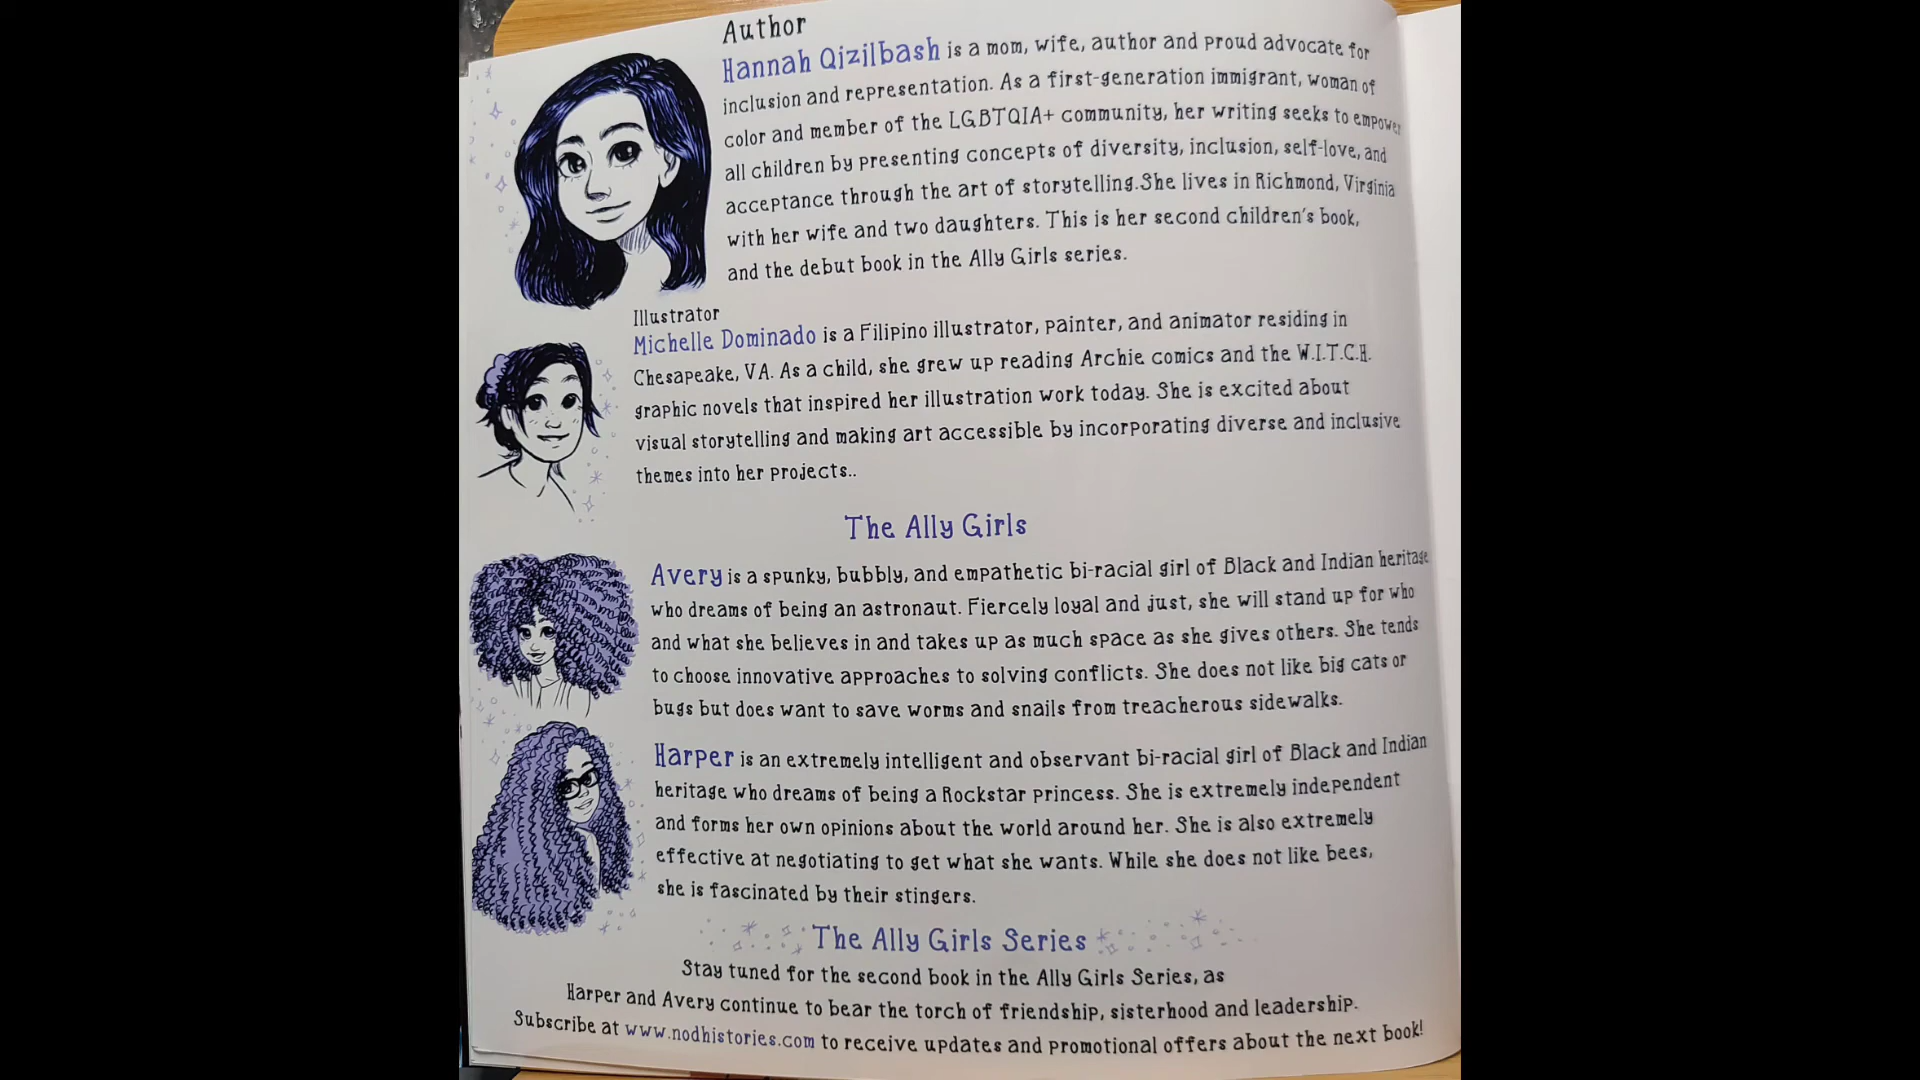 Author
Hannah Qizilbash is a mom, wife, author and proud advocate for
inclusion and representation. As a first-generation immigrant, woman of
color and member of the LGBTQIA+ community, her writing seeks to empower
all children by presenting concepts of diversity, inclusion, self-love, and
acceptance through the art of storytelling.She lives in Richmond, Virginia
with her wife and two daughters. This is her second children's book,
and the debut book in the Ally Girls series.
Illustrator
Michelle Dominado is a Filipino illustrator, painter, and animator residing in
Chesapeake, VA. As a child, she grew up reading Archie comics and the W.I.T.C.H.
graphic novels that inspired her illustration work today. She is excited about
visual storytelling and making art accessible by incorporating diverse and inclusive
themes into her projects..
The Ally Girls
Avery is a spunky, bubbly, and empathetic bi-racial girl of Black and Indian heritage
who dreams of being an astronaut. Fiercely loyal and just, she will stand up for who
and what she believes in and takes up as much space as she gives others. She tends
to choose innovative approaches to solving conflicts. She does not like big cats or
bugs but does want to save worms and snails from treacherous sidewalks.
Harper is an extremely intelligent and observant bi-racial girl of Black and Indian
heritage who dreams of being a Rockstar princess. She is extremely independent
and forms her own opinions about the world around her. She is also extremely
effective at negotiating to get what she wants. While she does not like bees,
she is fascinated by their stingers.
The Ally Girls Series
Stay tuned for the second book in the Ally Girls Series, as
Harper and Avery continue to bear the torch of friendship, sisterhood and leadership.
Subscribe at www.nodhistories.com to receive updates and promotional offers about the next book!